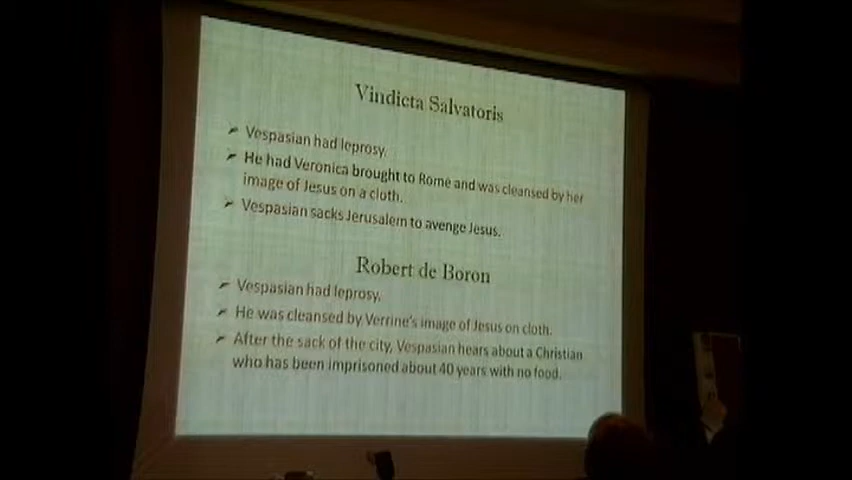 Vindicta Salvatoris
➢ Vespasian had leprosy.
➢ He had Veronica brought to Rome and was cleansed by her
image of Jesus on a cloth.
➢ Vespasian sacks Jerusalem to avenge Jesus.
Robert de Boron
➢ Vespasian had leprosy.
➢ He was cleansed by Verrine's image of Jesus on cloth.
➢ After the sack of the city, Vespasian hears about a Christian
who has been imprisoned about 40 years with no food.